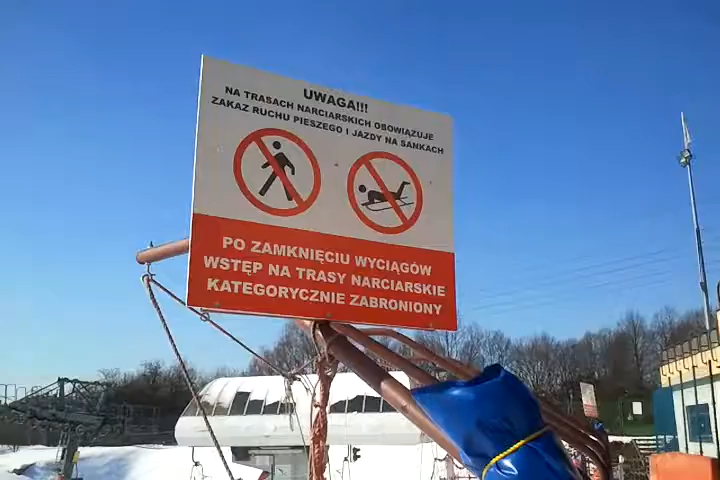 UWAGA!!!
NA TRASACH NARCIARSKICH OBOWIĄZUJE
ZAKAZ RUCHU PIESZEGO I JAZDY NA SANKACH
PO ZAMKNIĘCIU WYCIĄGÓW
WSTĘP NA TRASY NARCIARSKIE
KATEGORYCZNIE ZABRONIONY